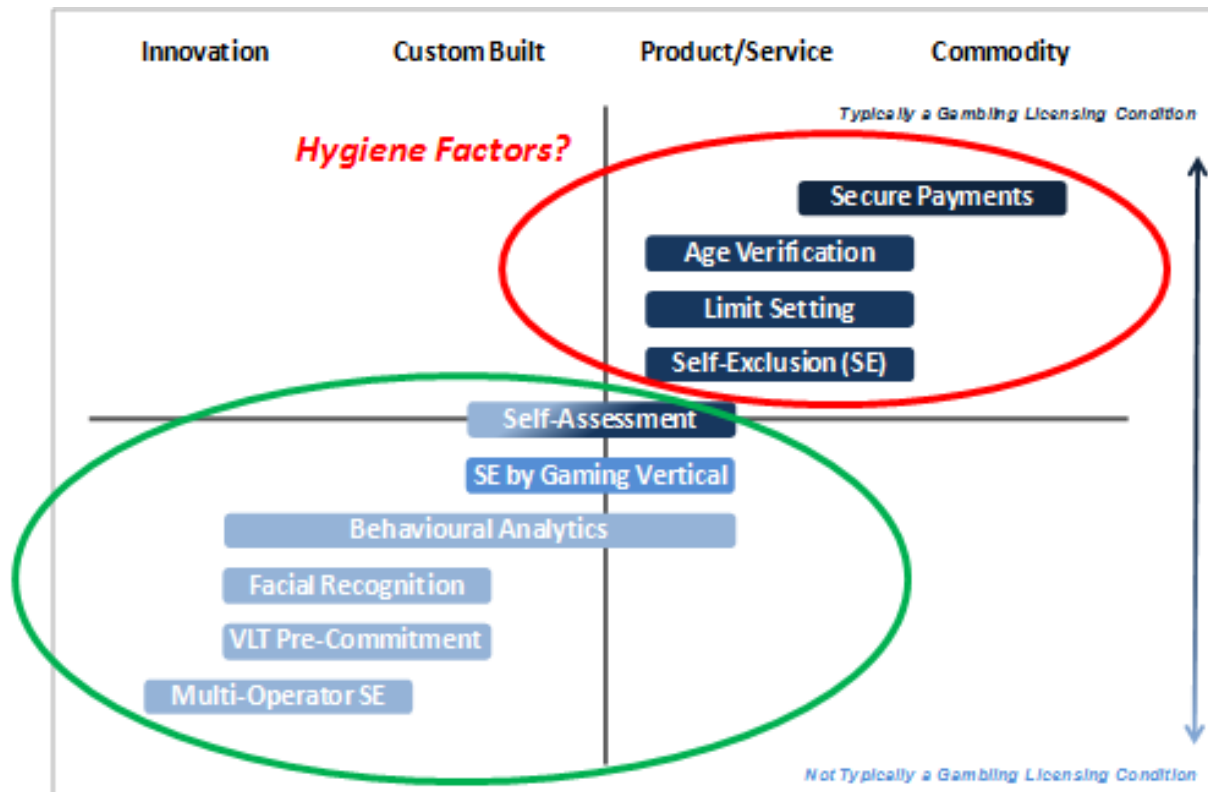 Innovation Custom Built Product/Service Commodity
Typically a Gambling Licensing Condition
Hygiene Factors?
Secure Payments
Age Verification
Limit Setting
Self-Exclusion (SE)
Self-Assessment
SE by Gaming Vertical
Behavioural Analytics
Facial Recognition
VLT Pre-Commitment
Multi-Operator SE
Not Typically a Gambling Licensing Condition